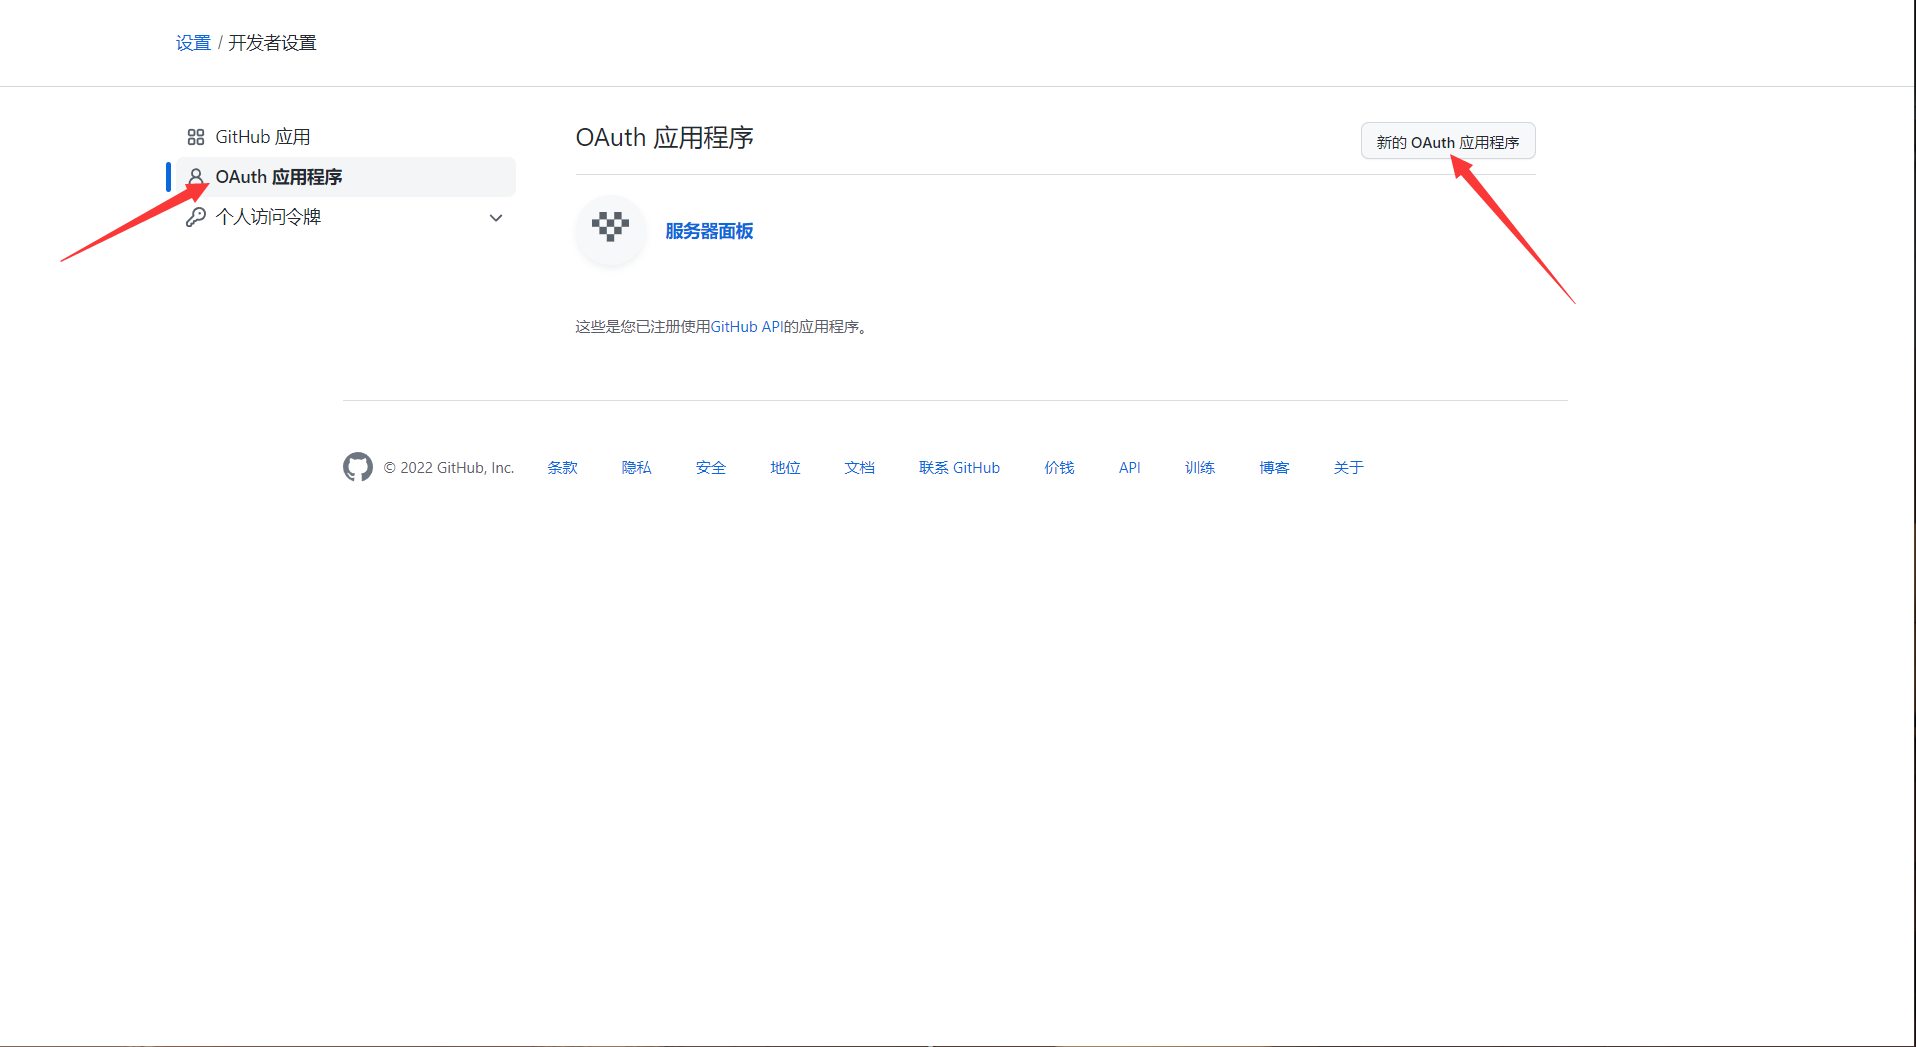 设置 / 开发者设置
GitHub 应用
OAuth 应用程序
个人访问令牌
OAuth 应用程序
新的 OAuth 应用程序
服务器面板
这些是您已注册使用GitHub API的应用程序。
© 2022 GitHub, Inc. 条款 隐私 安全 地位 文档 联系 GitHub 价钱 API 训练 博客 关于